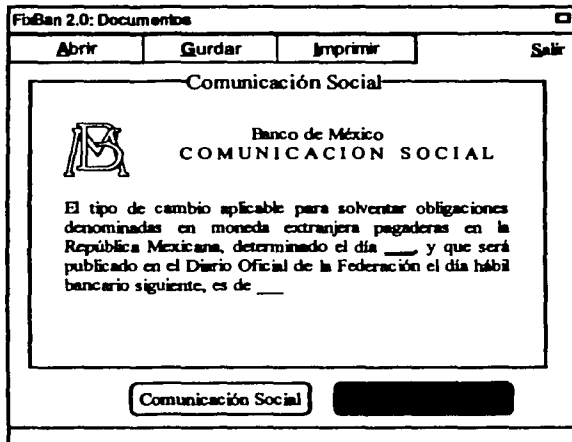 FixBan 2.0: Documentos
Abrir Gurdar Imprimir Salir
Comunicación Social
Banco de México
COMUNICACION SOCIAL
El tipo de cambio aplicable para solventar obligaciones
denominadas en moneda extranjera pagaderas en la
República Mexicana, determinado el día ___, y que será
publicado en el Diario Oficial de la Federación el día hábil
bancario siguiente, es de ___
Comunicación Social